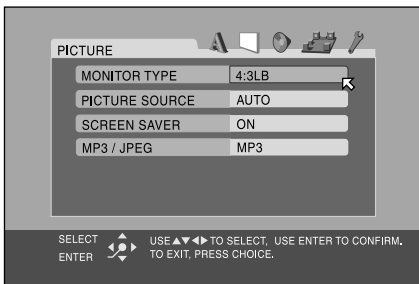 PICTURE
MONITOR TYPE 4:3LB
PICTURE SOURCE AUTO
SCREEN SAVER ON
MP3 / JPEG MP3
SELECT
ENTER
USE▲▼◀▶TO SELECT, USE ENTER TO CONFIRM.
TO EXIT, PRESS CHOICE.